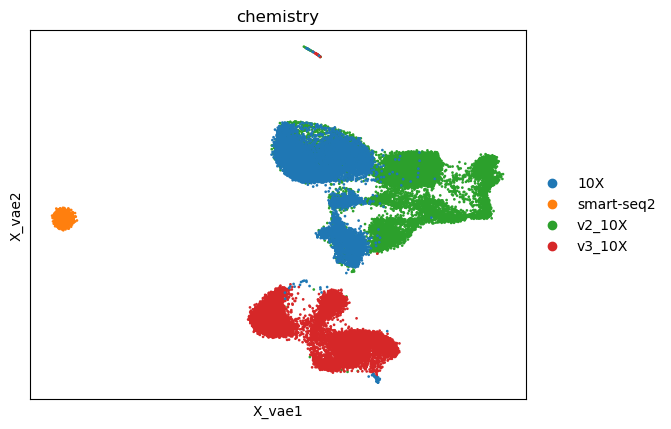 chemistry
X_vae2
10X
smart-seq2
v2_10X
v3_10X
X_vae1